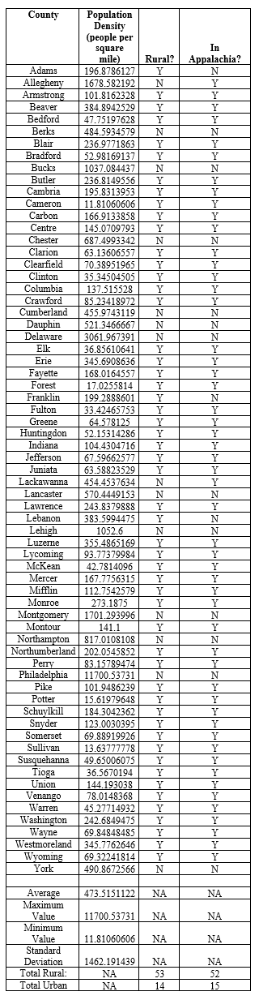 County Population Density (people per square mile) Rural? In Appalachia?
Adams 196.8786127 Y N
Allegheny 1678.582192 N Y
Armstrong 101.8162328 Y Y
Beaver 384.8942529 Y Y
Bedford 47.75197628 Y Y
Berks 484.5934579 N N
Blair 236.9771863 Y Y
Bradford 52.98169137 Y Y
Bucks 1037.084437 N N
Butler 236.8149556 Y Y
Cambria 195.8313953 Y Y
Cameron 11.81060606 Y Y
Carbon 166.9133858 Y Y
Centre 145.0709793 Y Y
Chester 687.4993342 N N
Clarion 63.13606557 Y Y
Clearfield 70.38951965 Y Y
Clinton 35.34504505 Y Y
Columbia 137.515528 Y Y
Crawford 85.23418972 Y Y
Cumberland 455.9743119 N N
Dauphin 521.3466667 N N
Delaware 3061.967391 N N
Elk 36.85610641 Y Y
Erie 345.6908636 Y Y
Fayette 168.0164557 Y Y
Forest 17.0255814 Y Y
Franklin 199.2888601 Y N
Fulton 33.42465753 Y Y
Greene 64.578125 Y Y
Huntingdon 52.15314286 Y Y
Indiana 104.4304716 Y Y
Jefferson 67.59662577 Y Y
Juniata 63.58823529 Y Y
Lackawanna 454.4537634 N Y
Lancaster 570.4449153 N N
Lawrence 243.8379888 Y Y
Lebanon 383.5994475 Y N
Lehigh 1052.6 N N
Luzerne 355.4865169 Y Y
Lycoming 93.77379984 Y Y
McKean 42.7814096 Y Y
Mercer 167.7756315 Y Y
Mifflin 112.7542579 Y Y
Monroe 273.1875 Y Y
Montgomery 1701.293996 N N
Montour 141.1 Y Y
Northampton 817.0108108 N N
Northumberland 202.0545852 Y Y
Perry 83.15789474 Y Y
Philadelphia 11700.53731 N N
Pike 101.9486239 Y Y
Potter 15.61979648 Y Y
Schuylkill 184.3042362 Y Y
Snyder 123.0030395 Y Y
Somerset 69.88919926 Y Y
Sullivan 13.63777778 Y Y
Susquehanna 49.65006075 Y Y
Tioga 36.5670194 Y Y
Union 144.193038 Y Y
Venango 78.0148368 Y Y
Warren 45.27714932 Y Y
Washington 242.6849475 Y Y
Wayne 69.84848485 Y Y
Westmoreland 345.7762646 Y Y
Wyoming 69.32241814 Y Y
York 490.8672566 N N
Average 473.5151122 NA NA
Maximum Value 11700.53731 NA NA
Minimum Value 11.81060606 NA NA
Standard Deviation 1462.191439 NA NA
Total Rural: NA 53 52
Total Urban NA 14 15